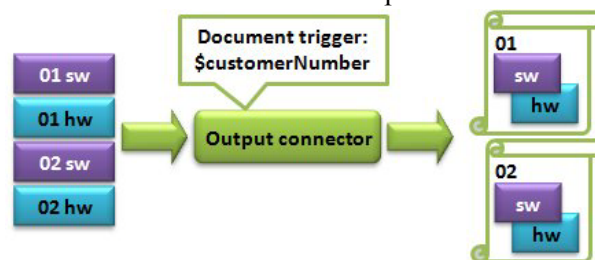 Document trigger:
$customerNumber
01 sw
01 hw
02 sw
02 hw
Output connector
01
sw
hw
02
sw
hw